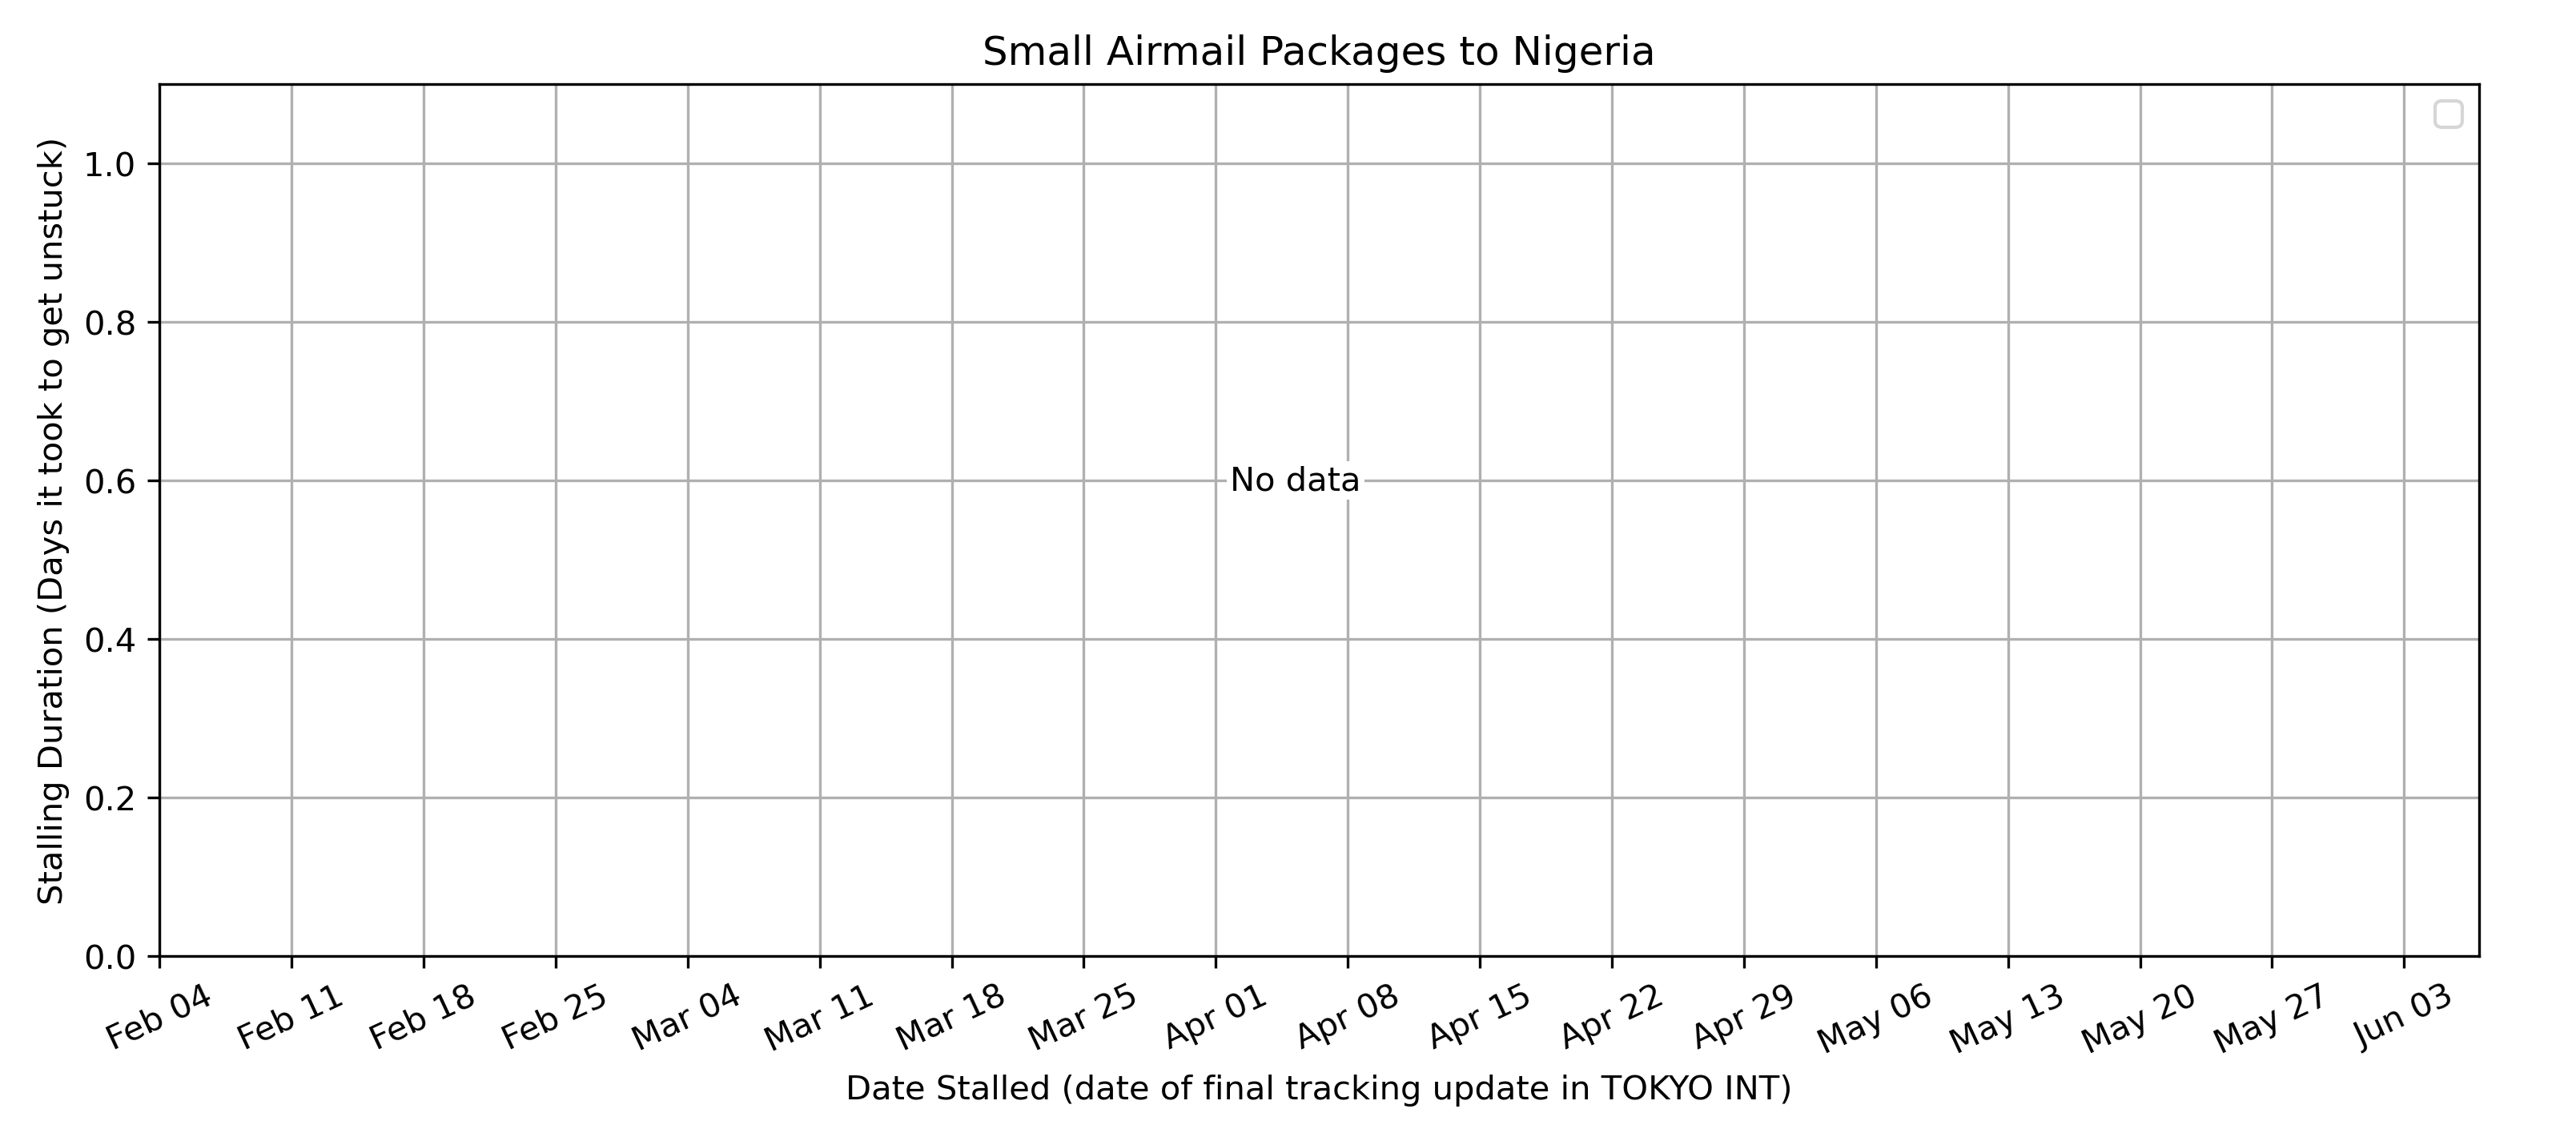 Small Airmail Packages to Nigeria
Stalling Duration (Days it took to get unstuck)
1.0
0.8
0.6
0.4
0.2
0.0
No data
Feb 04 Feb 11 Feb 18 Feb 25 Mar 04 Mar 11 Mar 18 Mar 25 Apr 01 Apr 08 Apr 15 Apr 22 Apr 29 May 06 May 13 May 20 May 27 Jun 03
Date Stalled (date of final tracking update in TOKYO INT)